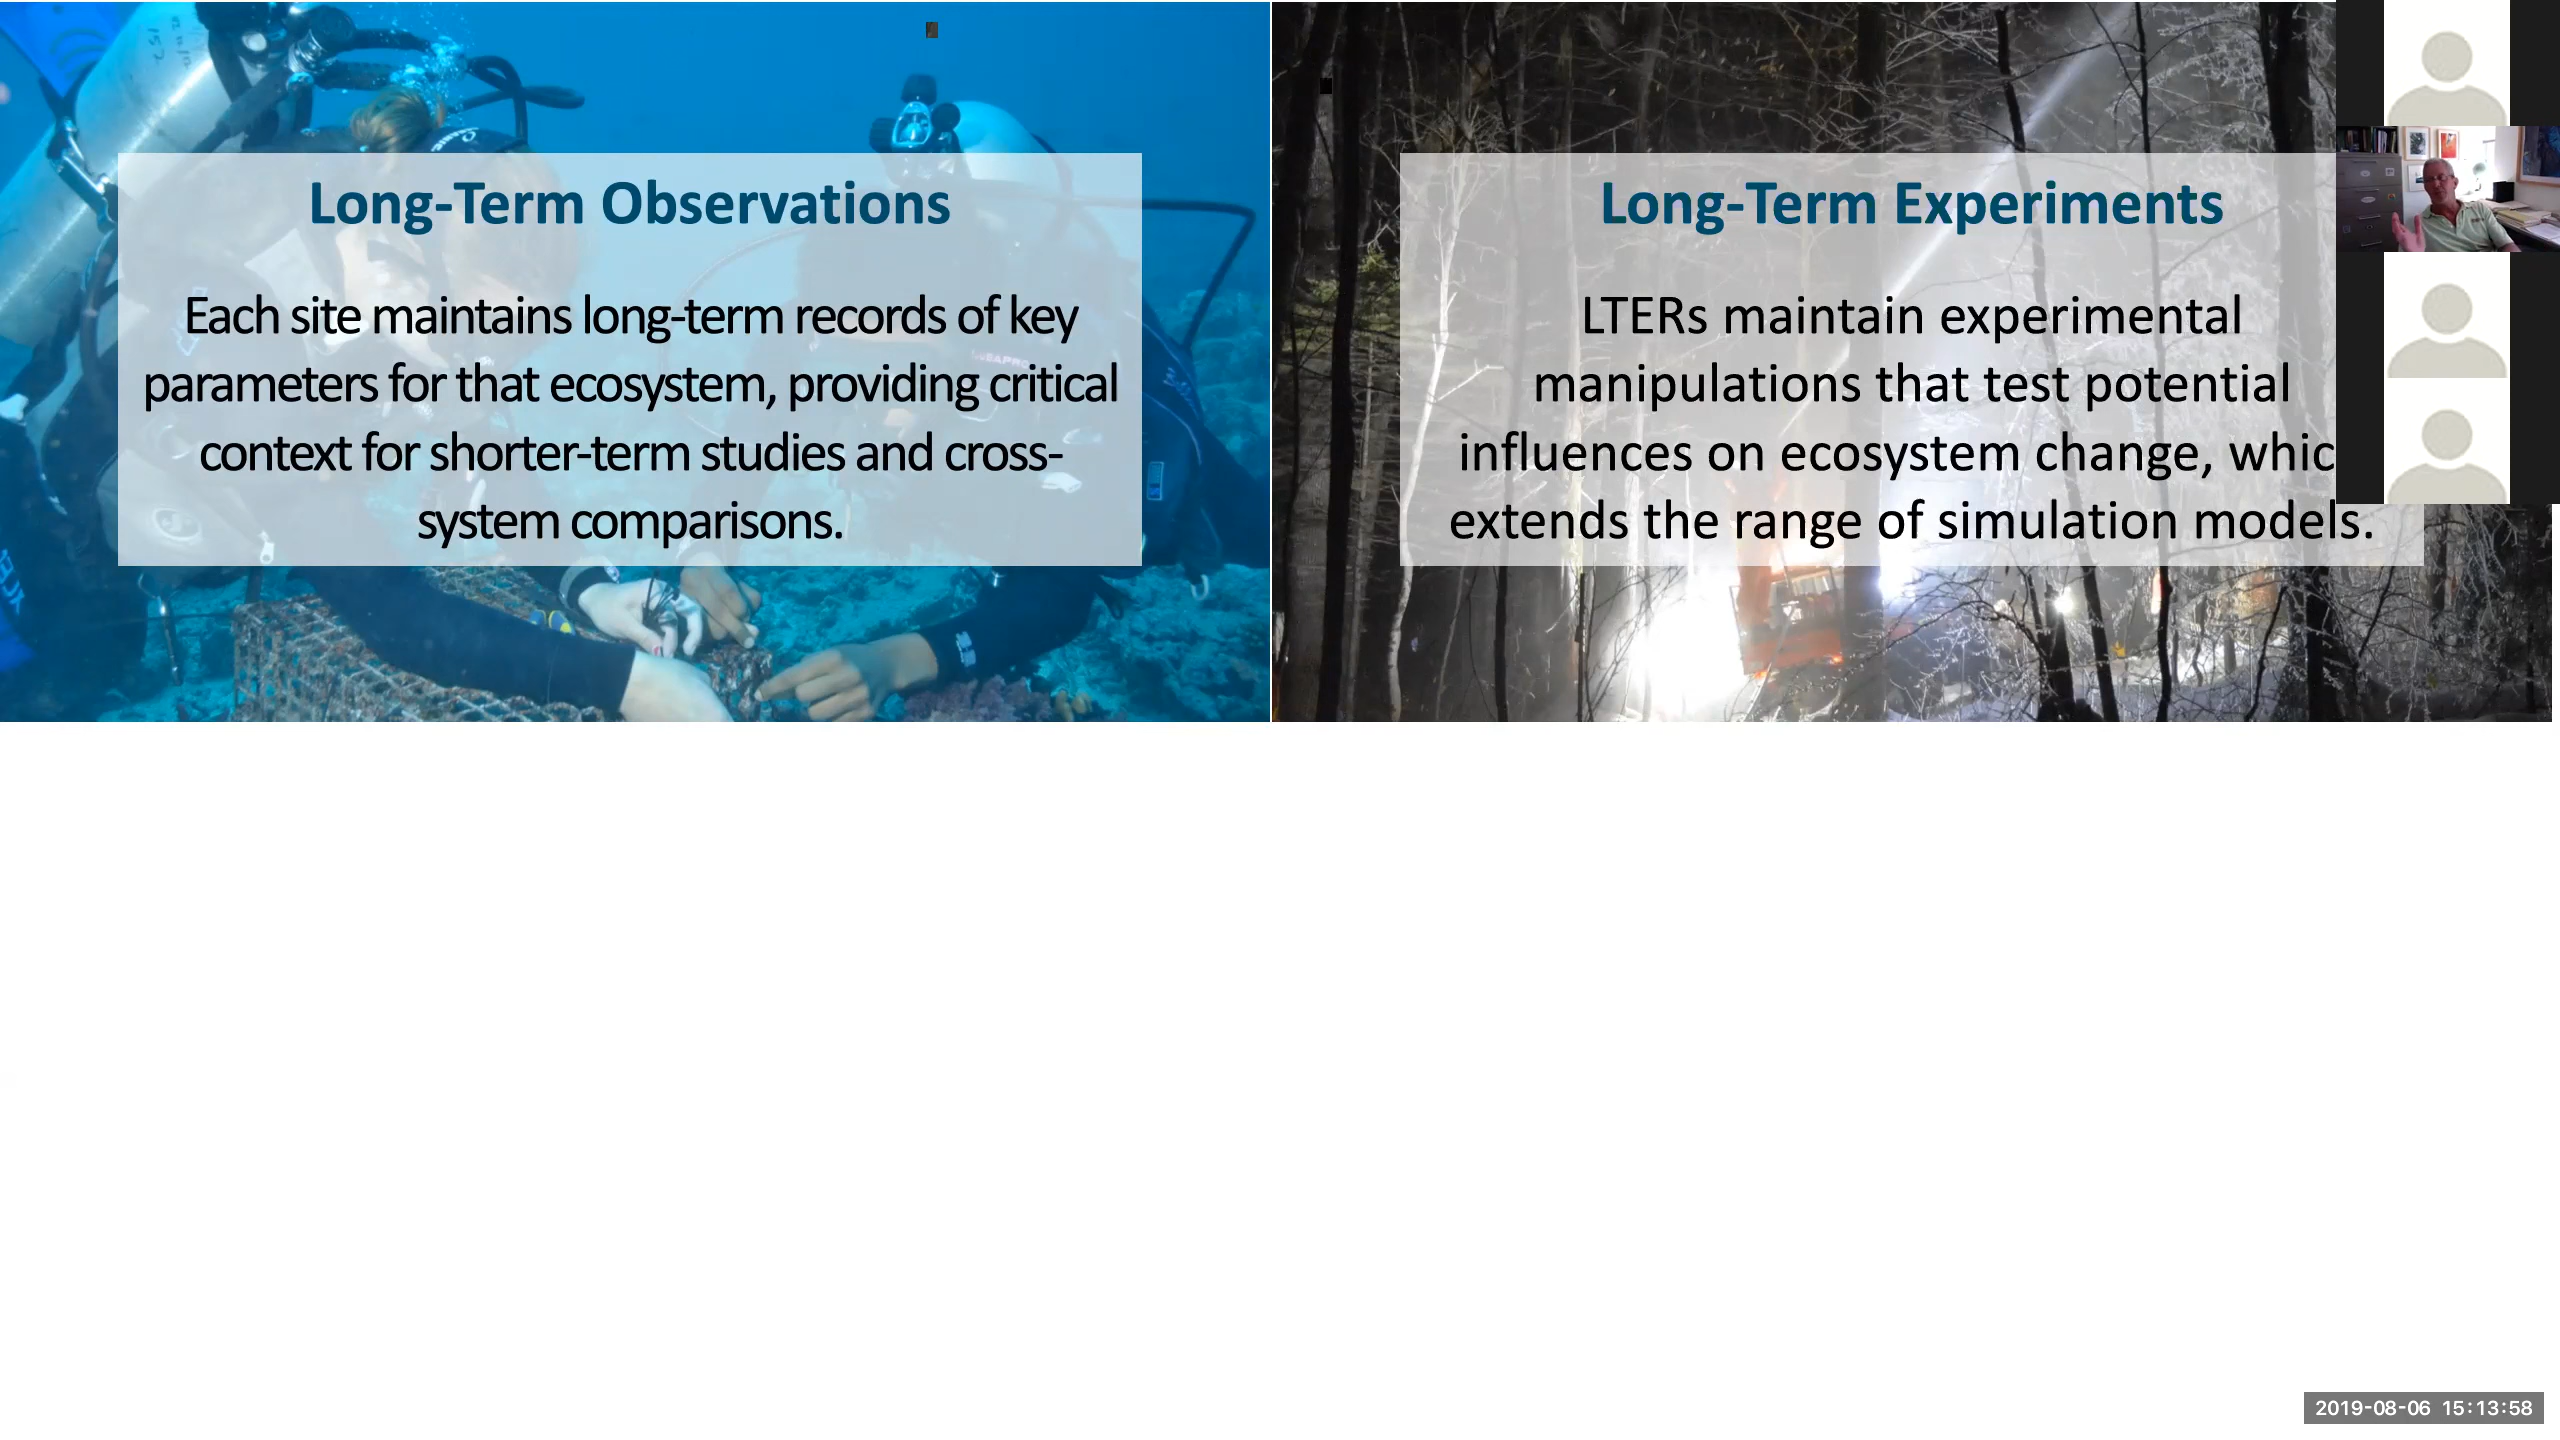 Long-Term Observations
Each site maintains long-term records of key
parameters for that ecosystem, providing critical
context for shorter-term studies and cross-
system comparisons.
Long-Term Experiments
LTERs maintain experimental
manipulations that test potential
influences on ecosystem change, whic
extends the range of simulation models.
2019-08-06 15:13:58